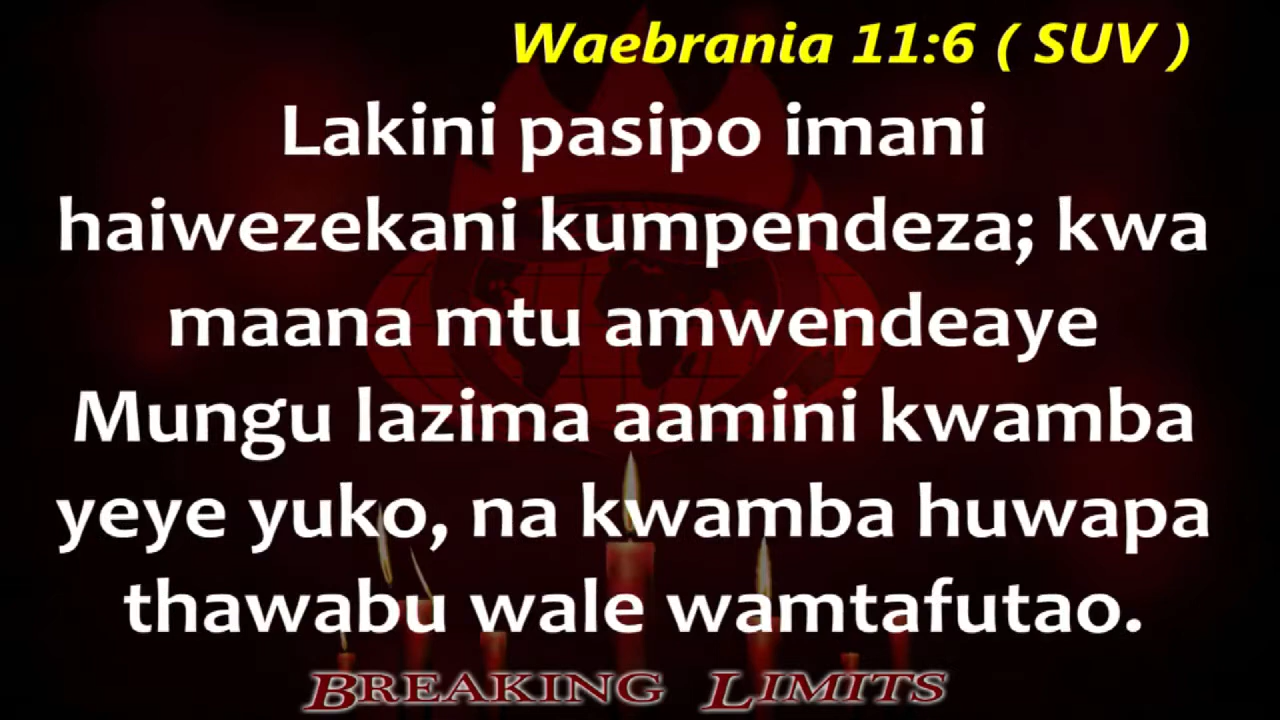 Waebrania 11:6 ( SUV )
Lakini pasipo imani
haiwezekani kumpendeza; kwa
maana mtu amwendeaye
Mungu lazima aamini kwamba
yeye yuko, na kwamba huwapa
thawabu wale wamtafutao.
BREAKING LIMITS